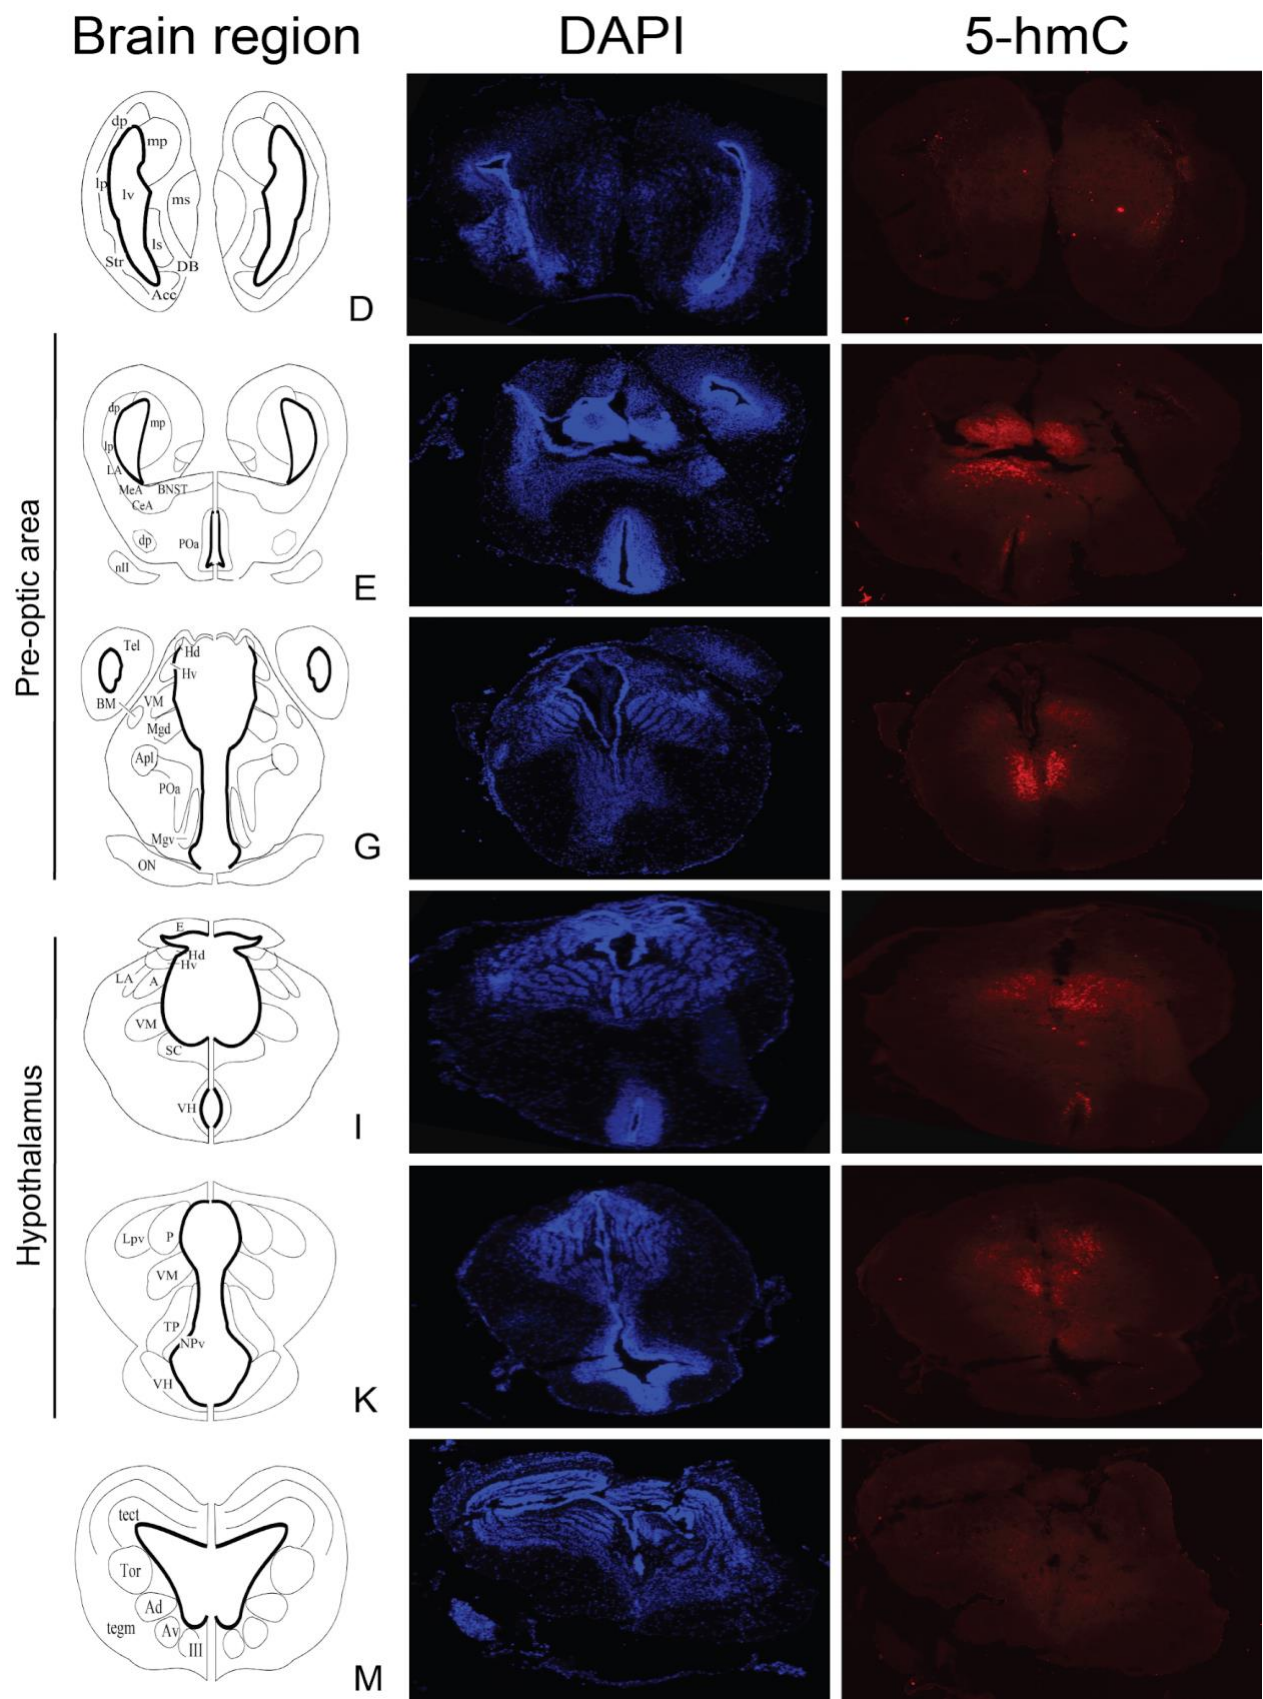 Brain region DAPI 5-hmC
dp
mp
lp
lv
ms
ls
Str
DB
Acc
D
Pre-optic area
dp
mp
lp
LA
MeA
BNST
CeA
dp
POa
nII
E
Tel
Hd
Hv
BM
VM
Mgd
Apl
POa
Mgv
ON
G
Hypothalamus
E
Hd
Hv
LA
A
VM
SC
VH
I
Lpv
P
VM
TP
NPv
VH
K
tect
Tor
Ad
tegm
Av
III
M